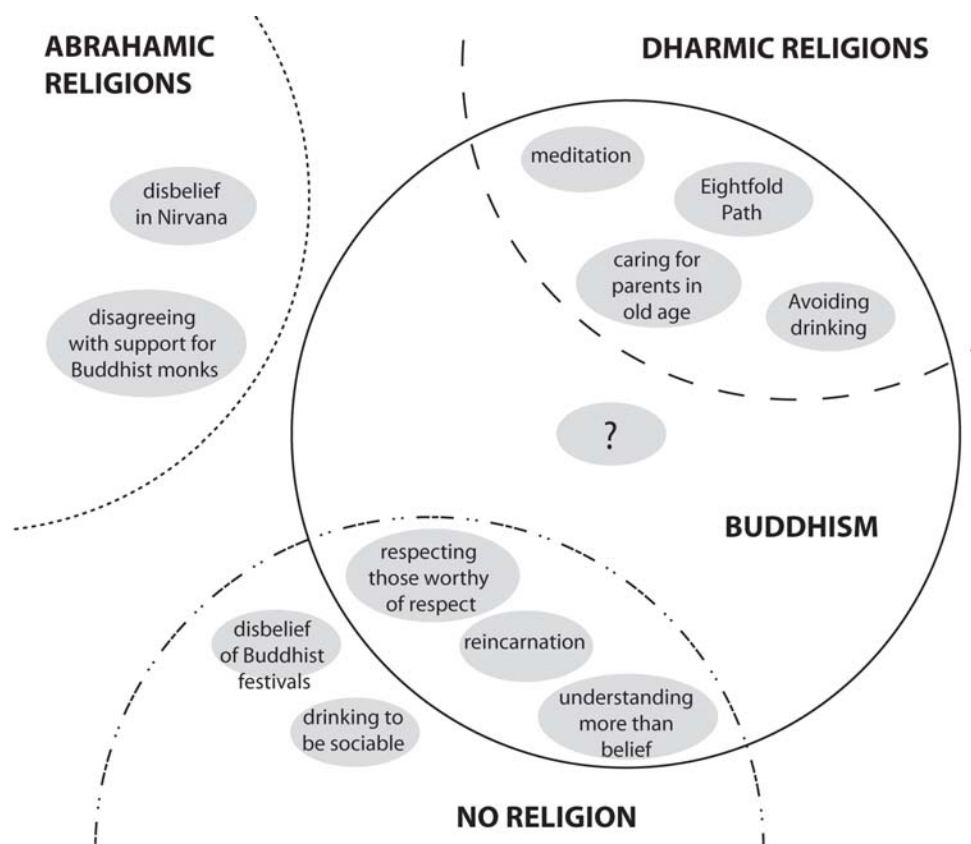 ABRAHAMIC
RELIGIONS
DHARMIC RELIGIONS
meditation
Eightfold
Path
disbelief
in Nirvana
caring for
parents in
old age
Avoiding
drinking
disagreeing
with support for
Buddhist monks
?
BUDDHISM
respecting
those worthy
of respect
disbelief
of Buddhist
festivals
reincarnation
understanding
more than
belief
drinking to
be sociable
NO RELIGION